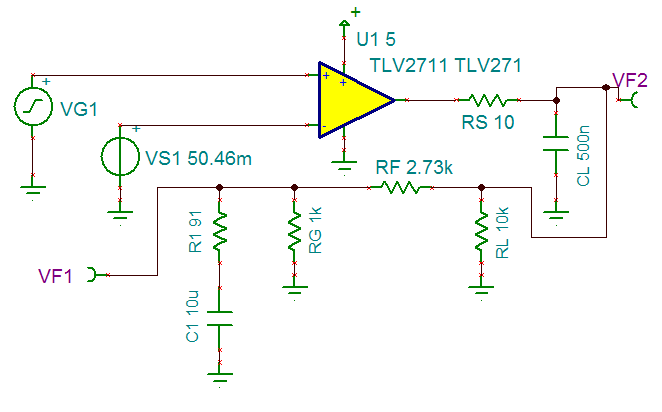 +
U1 5
TLV2711 TLV271
+
+
-
+
VG1
+
VS1 50.46m
RS 10
VF2
CL 500n
RF 2.73k
R1 91
RG 1k
RL 10k
VF1
C1 10u